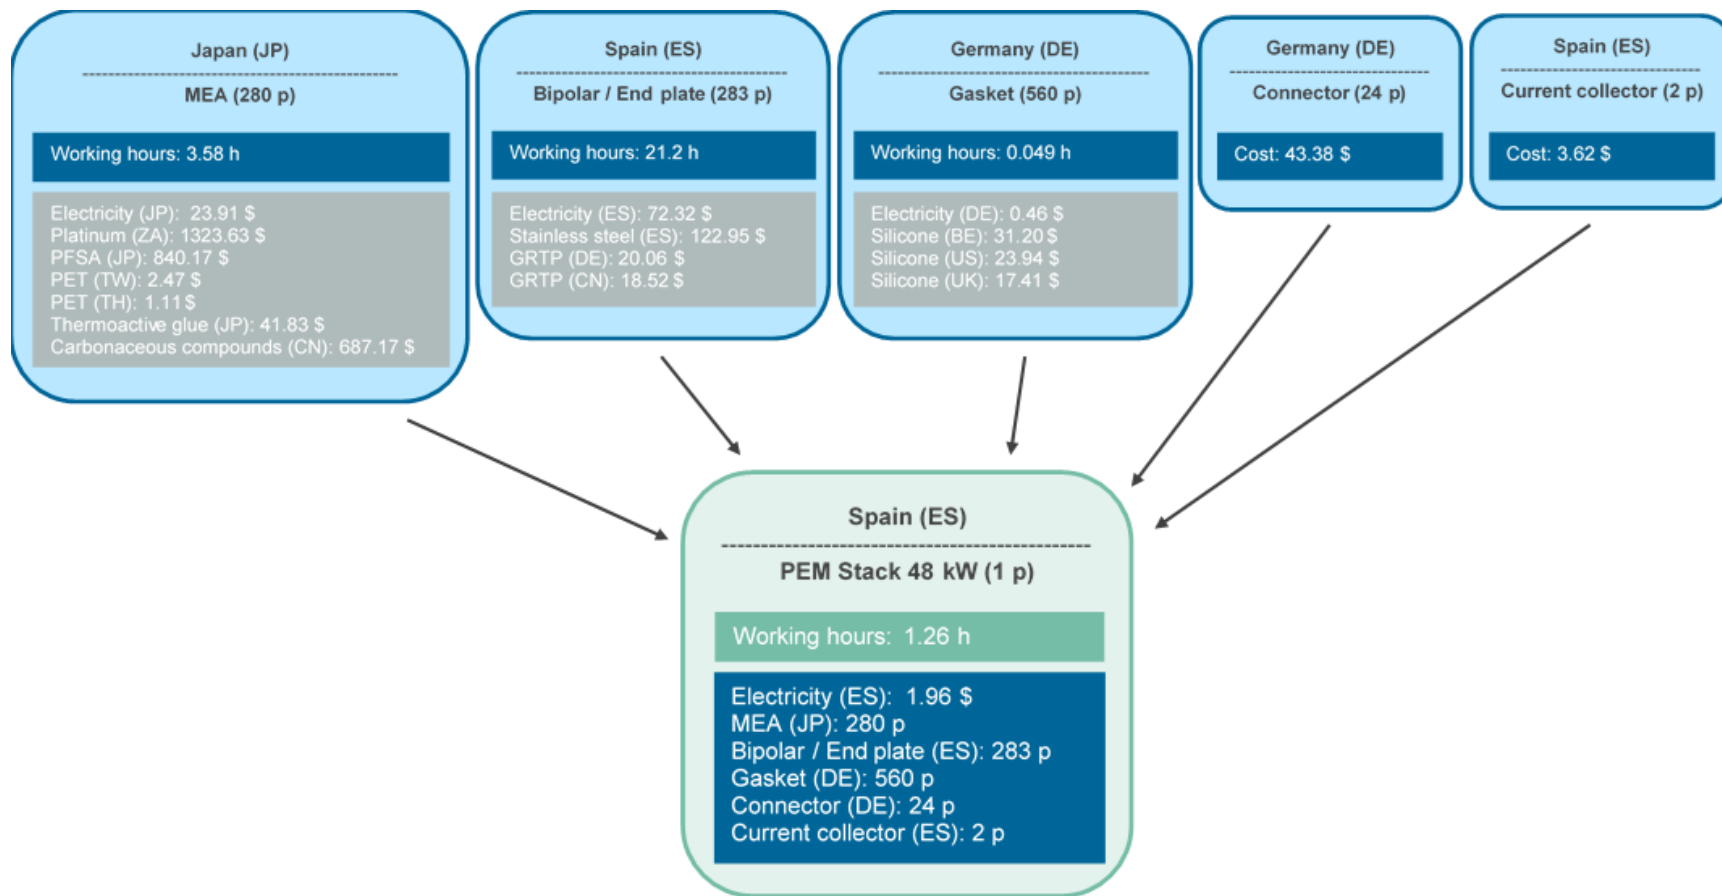 Japan (JP)
MEA (280 p)
Working hours: 3.58 h
Electricity (JP): 23.91 $
Platinum (ZA): 1323.63 $
PFSA (JP): 840.17 $
PET (TW): 2.47 $
PET (TH): 1.11 $
Thermoactive glue (JP): 41.83 $
Carbonaceous compounds (CN): 687.17 $
Spain (ES)
Bipolar / End plate (283 p)
Working hours: 21.2 h
Electricity (ES): 72.32 $
Stainless steel (ES): 122.95 $
GRTP (DE): 20.06 $
GRTP (CN): 18.52 $
Germany (DE)
Gasket (560 p)
Working hours: 0.049 h
Electricity (DE): 0.46 $
Silicone (BE): 31.20 $
Silicone (US): 23.94 $
Silicone (UK): 17.41 $
Germany (DE)
Connector (24 p)
Cost: 43.38 $
Spain (ES)
Current collector (2 p)
Cost: 3.62 $
Spain (ES)
PEM Stack 48 kW (1 p)
Working hours: 1.26 h
Electricity (ES): 1.96 $
MEA (JP): 280 p
Bipolar / End plate (ES): 283 p
Gasket (DE): 560 p
Connector (DE): 24 p
Current collector (ES): 2 p